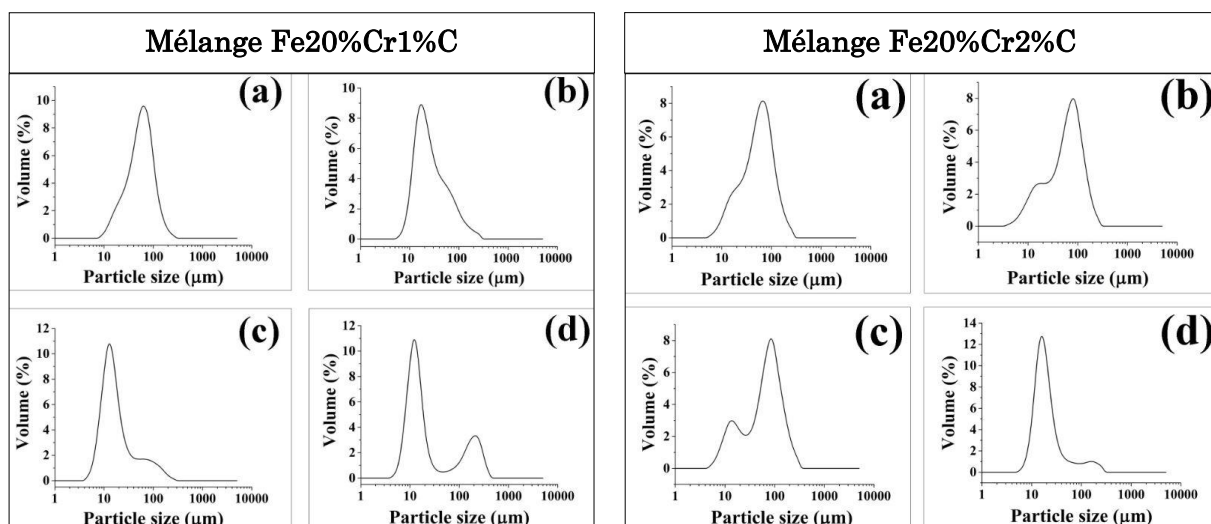 Mélange Fe20%Cr1%C
(a)
10
8
6
4
2
0
Volume (%)
1 10 100 1000 10000
Particle size (μm)
(b)
10
8
6
4
2
0
Volume (%)
1 10 100 1000 10000
Particle size (μm)
(c)
12
10
8
6
4
2
0
Volume (%)
1 10 100 1000 10000
Particle size (μm)
(d)
12
10
8
6
4
2
0
Volume (%)
1 10 100 1000 10000
Particle size (μm)
Mélange Fe20%Cr2%C
(a)
8
6
4
2
0
Volume (%)
1 10 100 1000 10000
Particle size (μm)
(b)
8
6
4
2
0
Volume (%)
1 10 100 1000 10000
Particle size (μm)
(c)
8
6
4
2
0
Volume (%)
1 10 100 1000 10000
Particle size (μm)
(d)
14
12
10
8
6
4
2
0
Volume (%)
1 10 100 1000 10000
Particle size (μm)